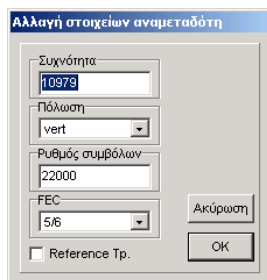 Αλλαγή στοιχείων αναμεταδότη
Συχνότητα
10979
Πόλωση
vert
Ρυθμός συμβόλων
22000
FEC
5/6
Ακύρωση
Reference Tp.
OK